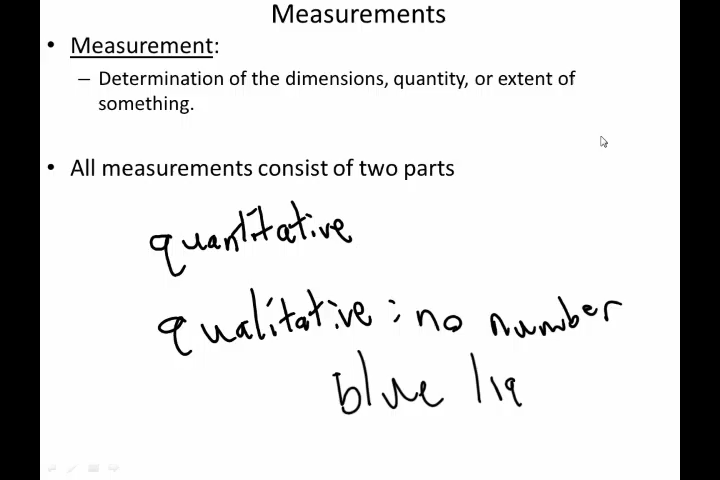 Measurements
• Measurement:
– Determination of the dimensions, quantity, or extent of
something.
• All measurements consist of two parts
quantitative
qualitative : no number
blue liq